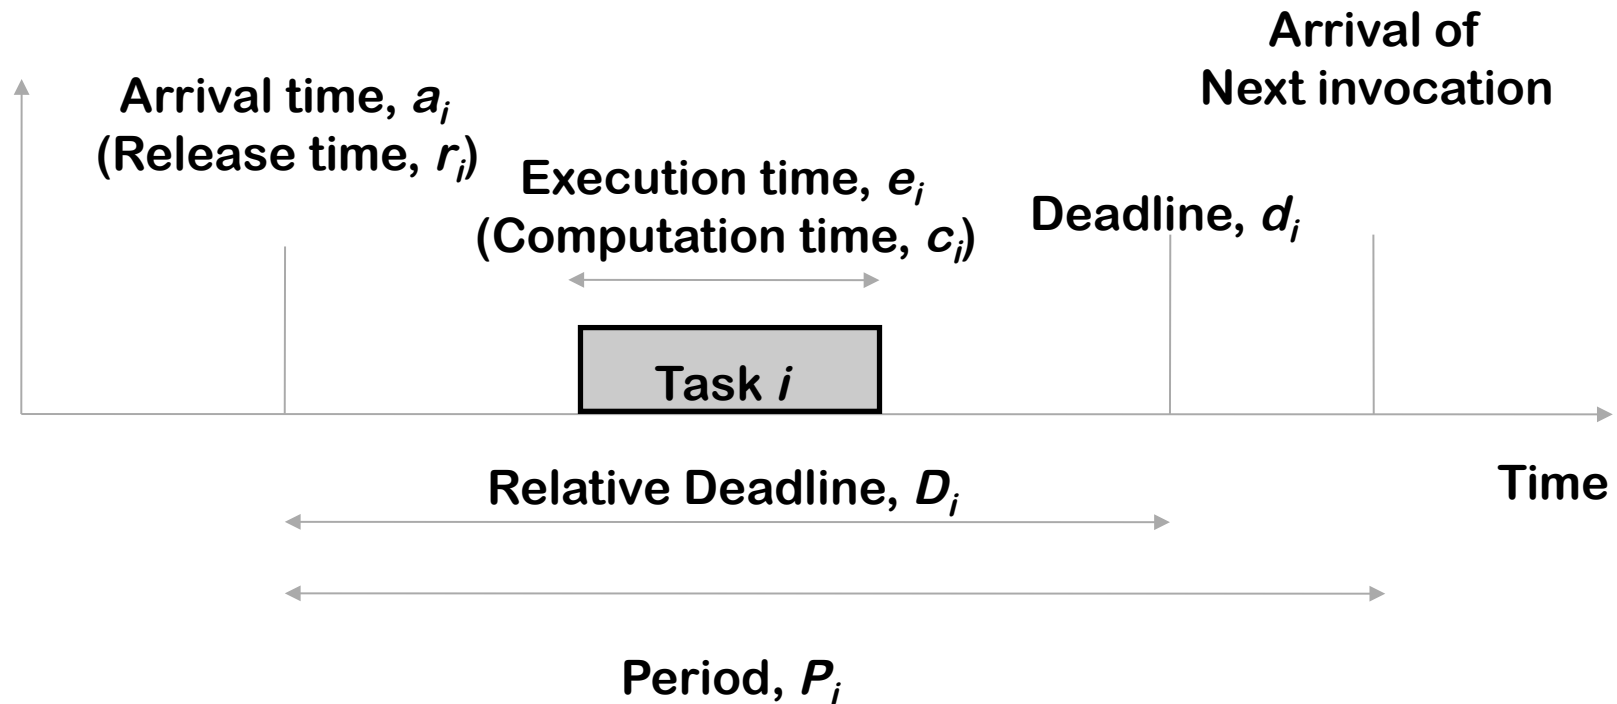 Arrival of
Next invocation
Arrival time, aᵢ
(Release time, rᵢ)
Execution time, eᵢ
(Computation time, cᵢ)
Deadline, dᵢ
Task i
Relative Deadline, Dᵢ
Time
Period, Pᵢ